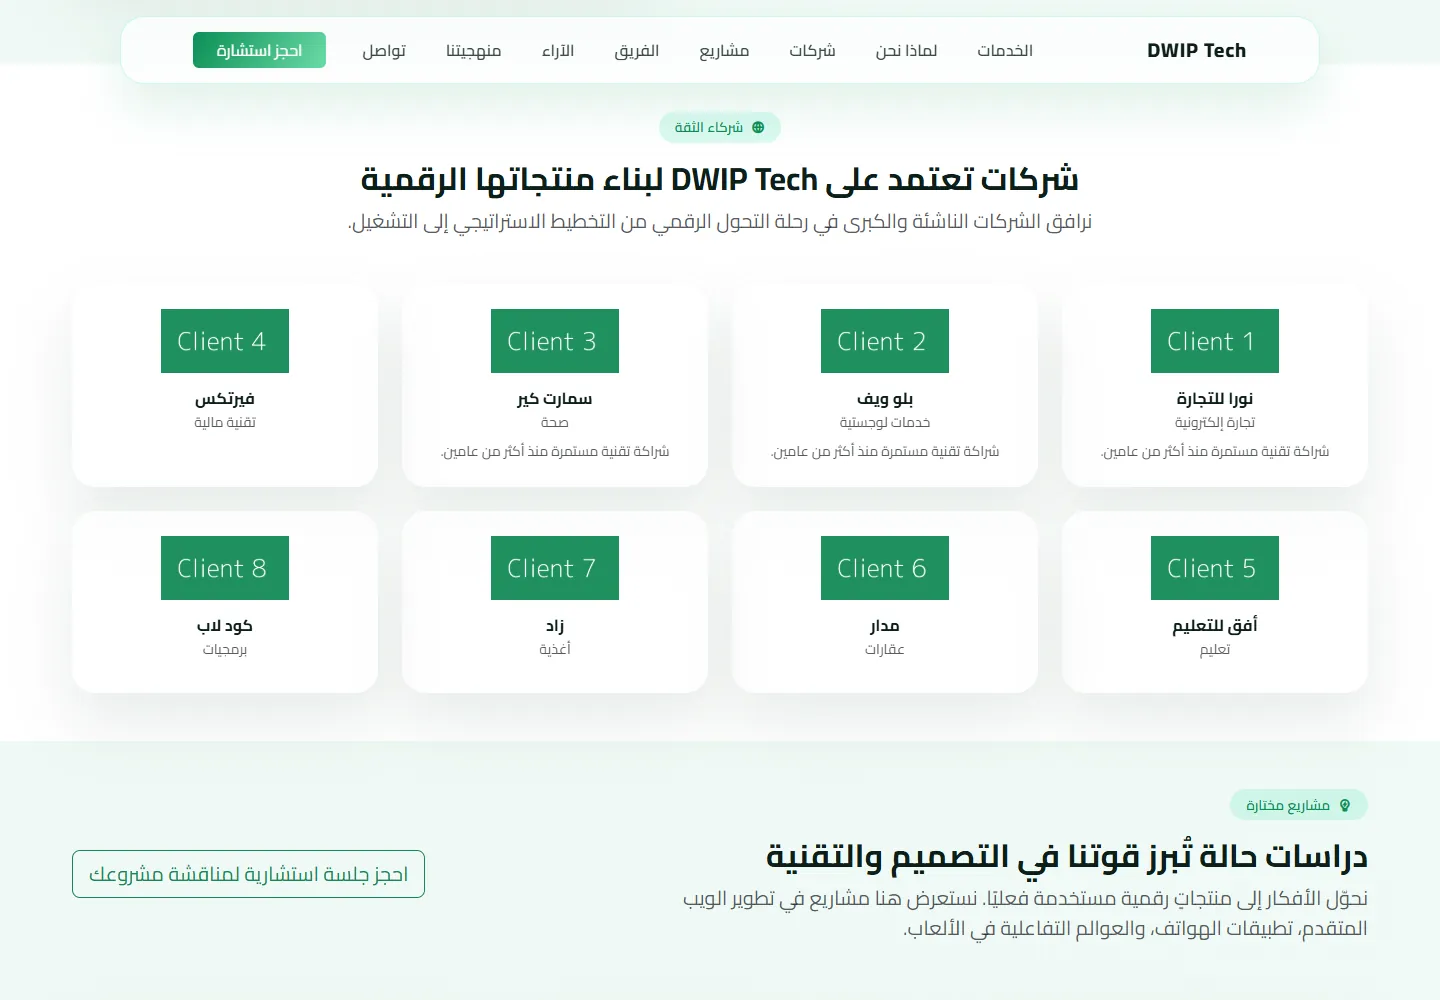 DWIP Tech
الخدمات
لماذا نحن
شركات
مشاريع
الفريق
الآراء
منهجيتنا
تواصل
احجز استشارة
شركاء الثقة
شركات تعتمد على DWIP Tech لبناء منتجاتها الرقمية
نرافق الشركات الناشئة والكبرى في رحلة التحول الرقمي من التخطيط الاستراتيجي إلى التشغيل.
Client 1
نورا للتجارة
تجارة إلكترونية
شراكة تقنية مستمرة منذ أكثر من عامين.
Client 2
بلو ويف
خدمات لوجستية
شراكة تقنية مستمرة منذ أكثر من عامين.
Client 3
سمارت كير
صحة
شراكة تقنية مستمرة منذ أكثر من عامين.
Client 4
فيرتكس
تقنية مالية
Client 5
أفق للتعليم
تعليم
Client 6
مدار
عقارات
Client 7
زاد
أغذية
Client 8
كود لاب
برمجيات
مشاريع مختارة
دراسات حالة تُبرز قوتنا في التصميم والتقنية
نحوّل الأفكار إلى منتجاتٍ رقمية مستخدمة فعليًا. نستعرض هنا مشاريع في تطوير الويب
المتقدم، تطبيقات الهواتف، والعوالم التفاعلية في الألعاب.
احجز جلسة استشارية لمناقشة مشروعك